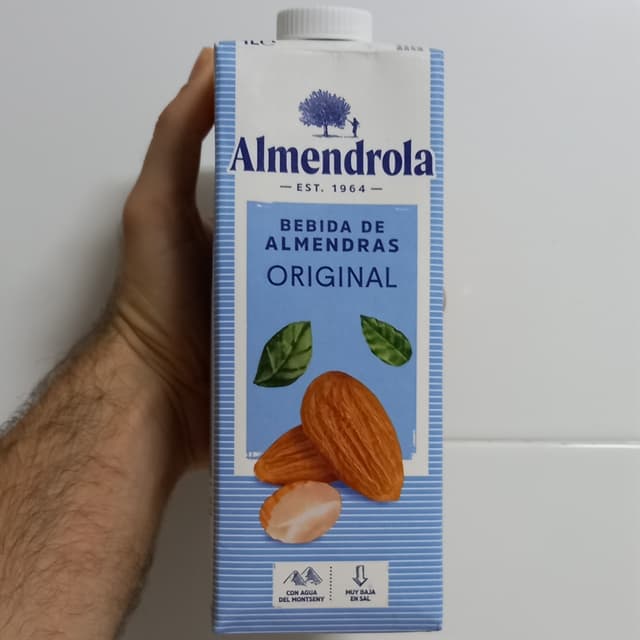 Almendrola
EST. 1964
BEBIDA DE
ALMENDRAS
ORIGINAL
CON AGUA
DEL MONTSENY
MUY BAJA
EN SAL